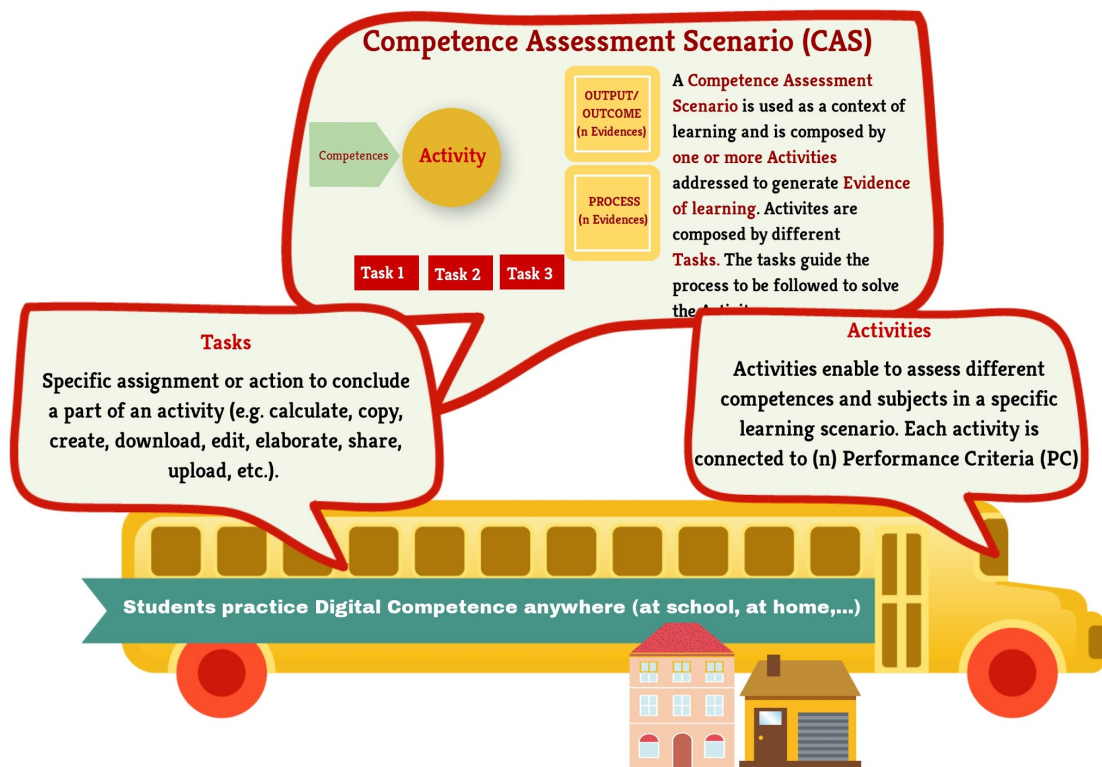 Competence Assessment Scenario (CAS)
Competences
Activity
OUTPUT/
OUTCOME
(n Evidences)
PROCESS
(n Evidences)
Task 1
Task 2
Task 3
A Competence Assessment
Scenario is used as a context of
learning and is composed by
one or more Activities
addressed to generate Evidence
of learning. Activites are
composed by different
Tasks. The tasks guide the
process to be followed to solve
the
Tasks
Specific assignment or action to conclude
a part of an activity (e.g. calculate, copy,
create, download, edit, elaborate, share,
upload, etc.).
Activities
Activities enable to assess different
competences and subjects in a specific
learning scenario. Each activity is
connected to (n) Performance Criteria (PC)
Students practice Digital Competence anywhere (at school, at home,...)